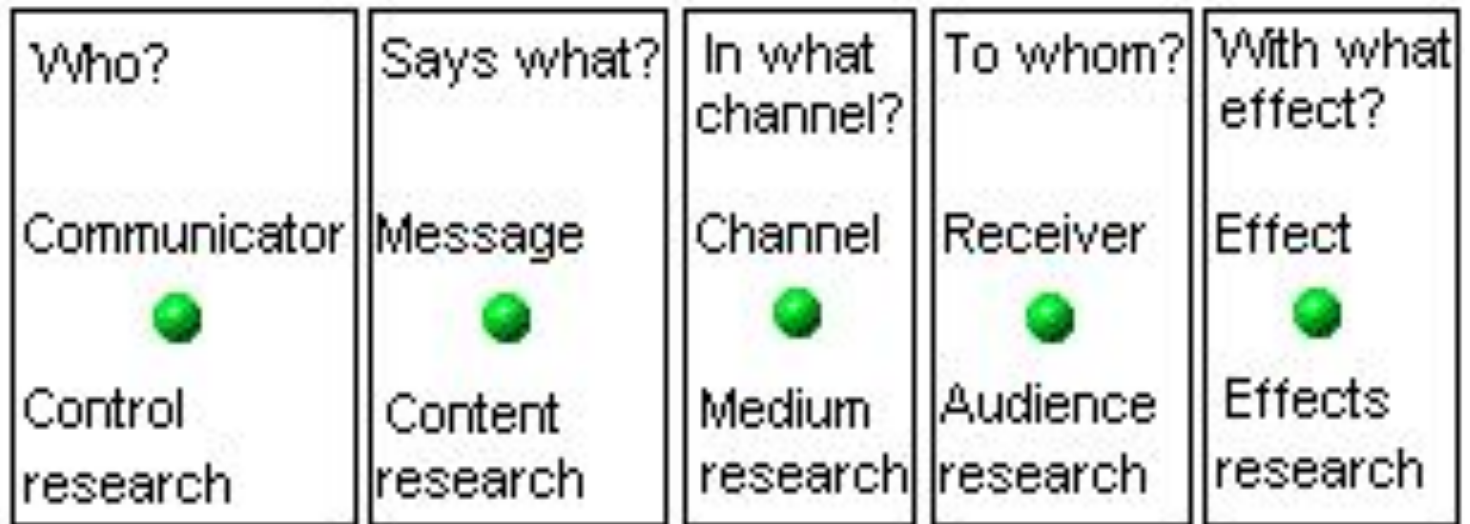 Who?
Communicator
Control
research
Says what?
Message
Content
research
In what
channel?
Channel
Medium
research
To whom?
Receiver
Audience
research
With what
effect?
Effect
Effects
research